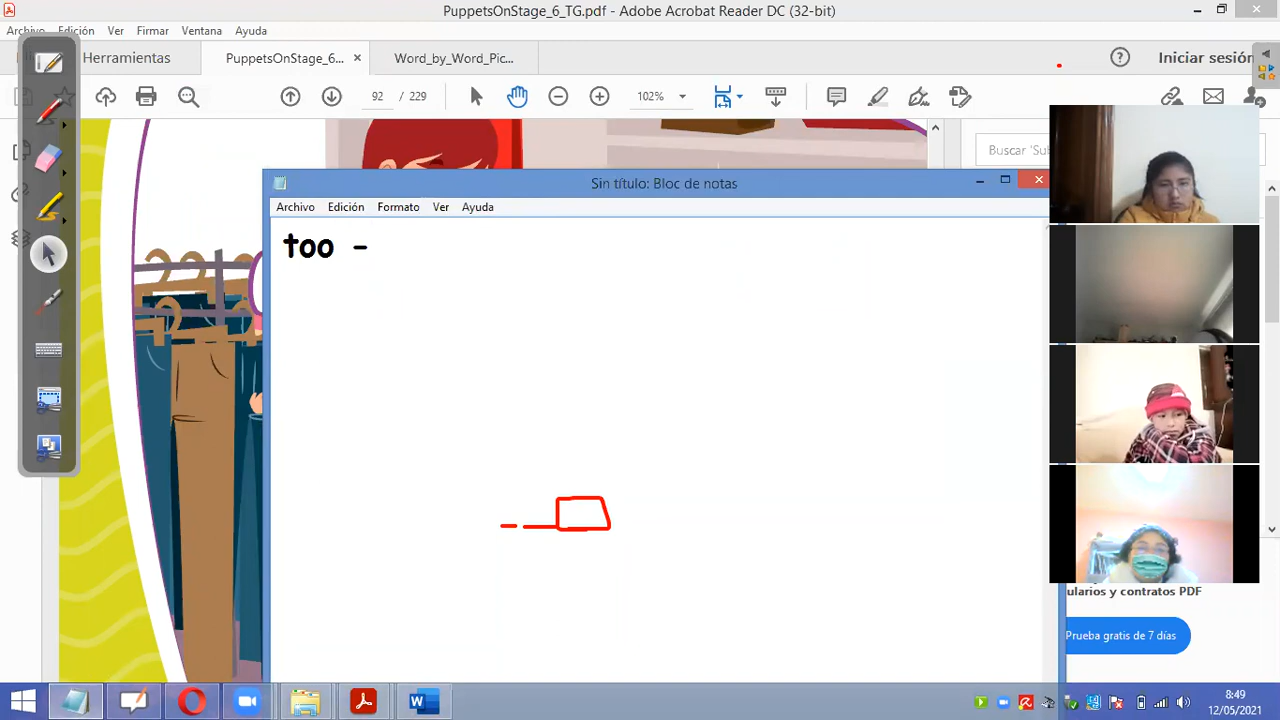 PuppetsOnStage_6_TG.pdf - Adobe Acrobat Reader DC (32-bit)
Archivo Edición Ver Firmar Ventana Ayuda
Herramientas PuppetsOnStage_6... × Word_by_Word_Pic... Iniciar sesión
92 / 229 102%
Buscar 'Sub
Sin título: Bloc de notas
Archivo Edición Formato Ver Ayuda
too -
ularios y contratos PDF
Prueba gratis de 7 días
8:49
12/05/2021